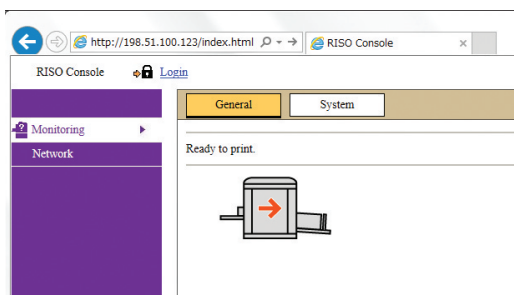 http://198.51.100.123/index.html
RISO Console
RISO Console
Login
General
System
Monitoring
Network
Ready to print.